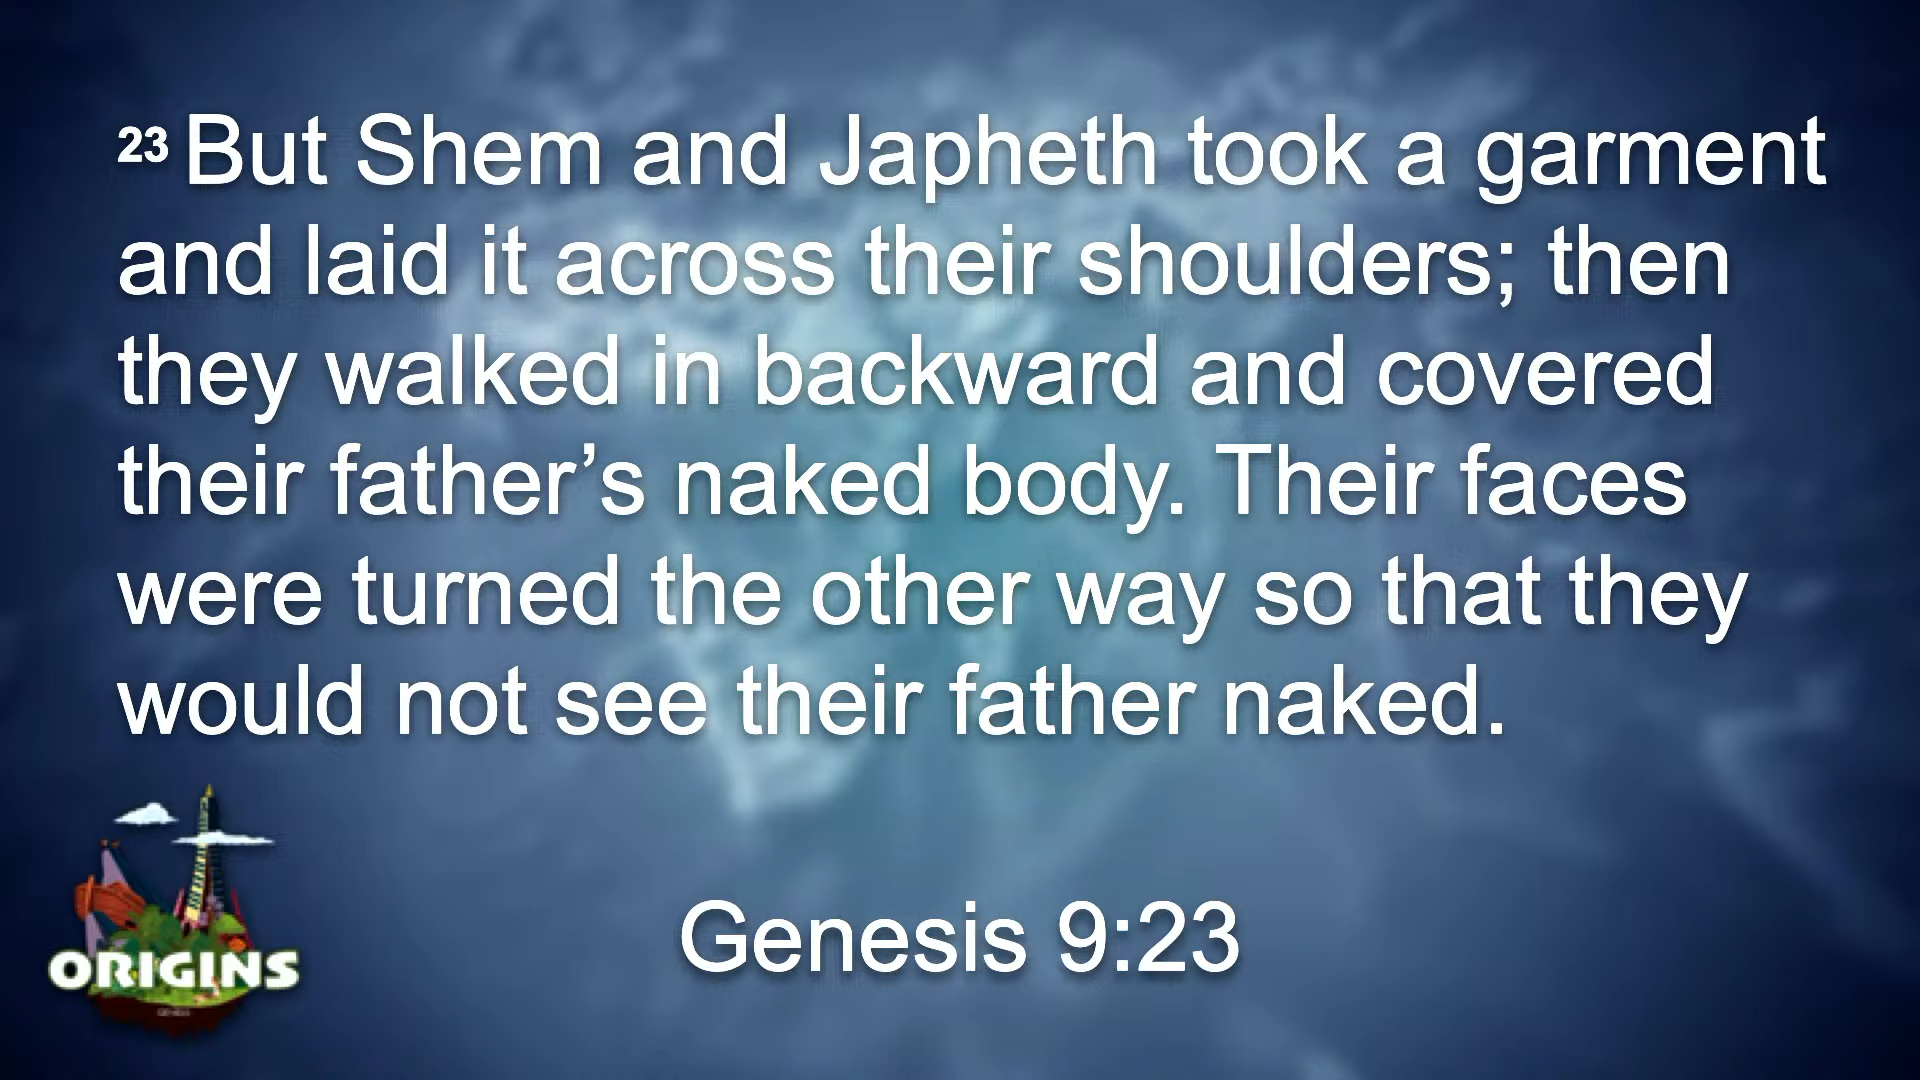 23 But Shem and Japheth took a garment
and laid it across their shoulders; then
they walked in backward and covered
their father’s naked body. Their faces
were turned the other way so that they
would not see their father naked.
ORIGINS
Genesis 9:23